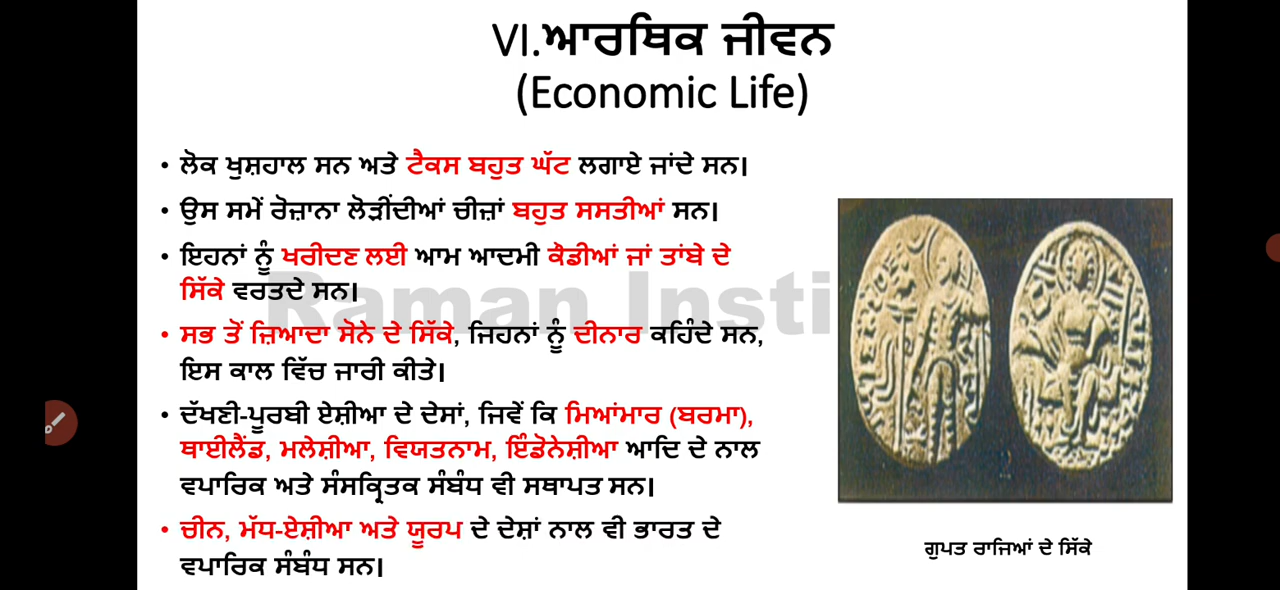 VI.ਆਰਥਿਕ ਜੀਵਨ
(Economic Life)
• ਲੋਕ ਖੁਸ਼ਹਾਲ ਸਨ ਅਤੇ ਟੈਕਸ ਬਹੁਤ ਘੱਟ ਲਗਾਏ ਜਾਂਦੇ ਸਨ।
• ਉਸ ਸਮੇਂ ਰੋਜ਼ਾਨਾ ਲੋੜੀਂਦੀਆਂ ਚੀਜ਼ਾਂ ਬਹੁਤ ਸਸਤੀਆਂ ਸਨ।
• ਇਹਨਾਂ ਨੂੰ ਖਰੀਦਣ ਲਈ ਆਮ ਆਦਮੀ ਕੌਡੀਆਂ ਜਾਂ ਤਾਂਬੇ ਦੇ
ਸਿੱਕੇ ਵਰਤਦੇ ਸਨ।
Raman Insti
• ਸਭ ਤੋਂ ਜ਼ਿਆਦਾ ਸੋਨੇ ਦੇ ਸਿੱਕੇ, ਜਿਹਨਾਂ ਨੂੰ ਦੀਨਾਰ ਕਹਿੰਦੇ ਸਨ,
ਇਸ ਕਾਲ ਵਿੱਚ ਜਾਰੀ ਕੀਤੇ।
• ਦੱਖਣੀ-ਪੂਰਬੀ ਏਸ਼ੀਆ ਦੇ ਦੇਸਾਂ, ਜਿਵੇਂ ਕਿ ਮਿਆਂਮਾਰ (ਬਰਮਾ),
ਥਾਈਲੈਂਡ, ਮਲੇਸ਼ੀਆ, ਵਿਯਤਨਾਮ, ਇੰਡੋਨੇਸ਼ੀਆ ਆਦਿ ਦੇ ਨਾਲ
ਵਪਾਰਿਕ ਅਤੇ ਸੰਸਕ੍ਰਿਤਕ ਸੰਬੰਧ ਵੀ ਸਥਾਪਤ ਸਨ।
• ਚੀਨ, ਮੱਧ-ਏਸ਼ੀਆ ਅਤੇ ਯੂਰਪ ਦੇ ਦੇਸ਼ਾਂ ਨਾਲ ਵੀ ਭਾਰਤ ਦੇ
ਵਪਾਰਿਕ ਸੰਬੰਧ ਸਨ।
ਗੁਪਤ ਰਾਜਿਆਂ ਦੇ ਸਿੱਕੇ